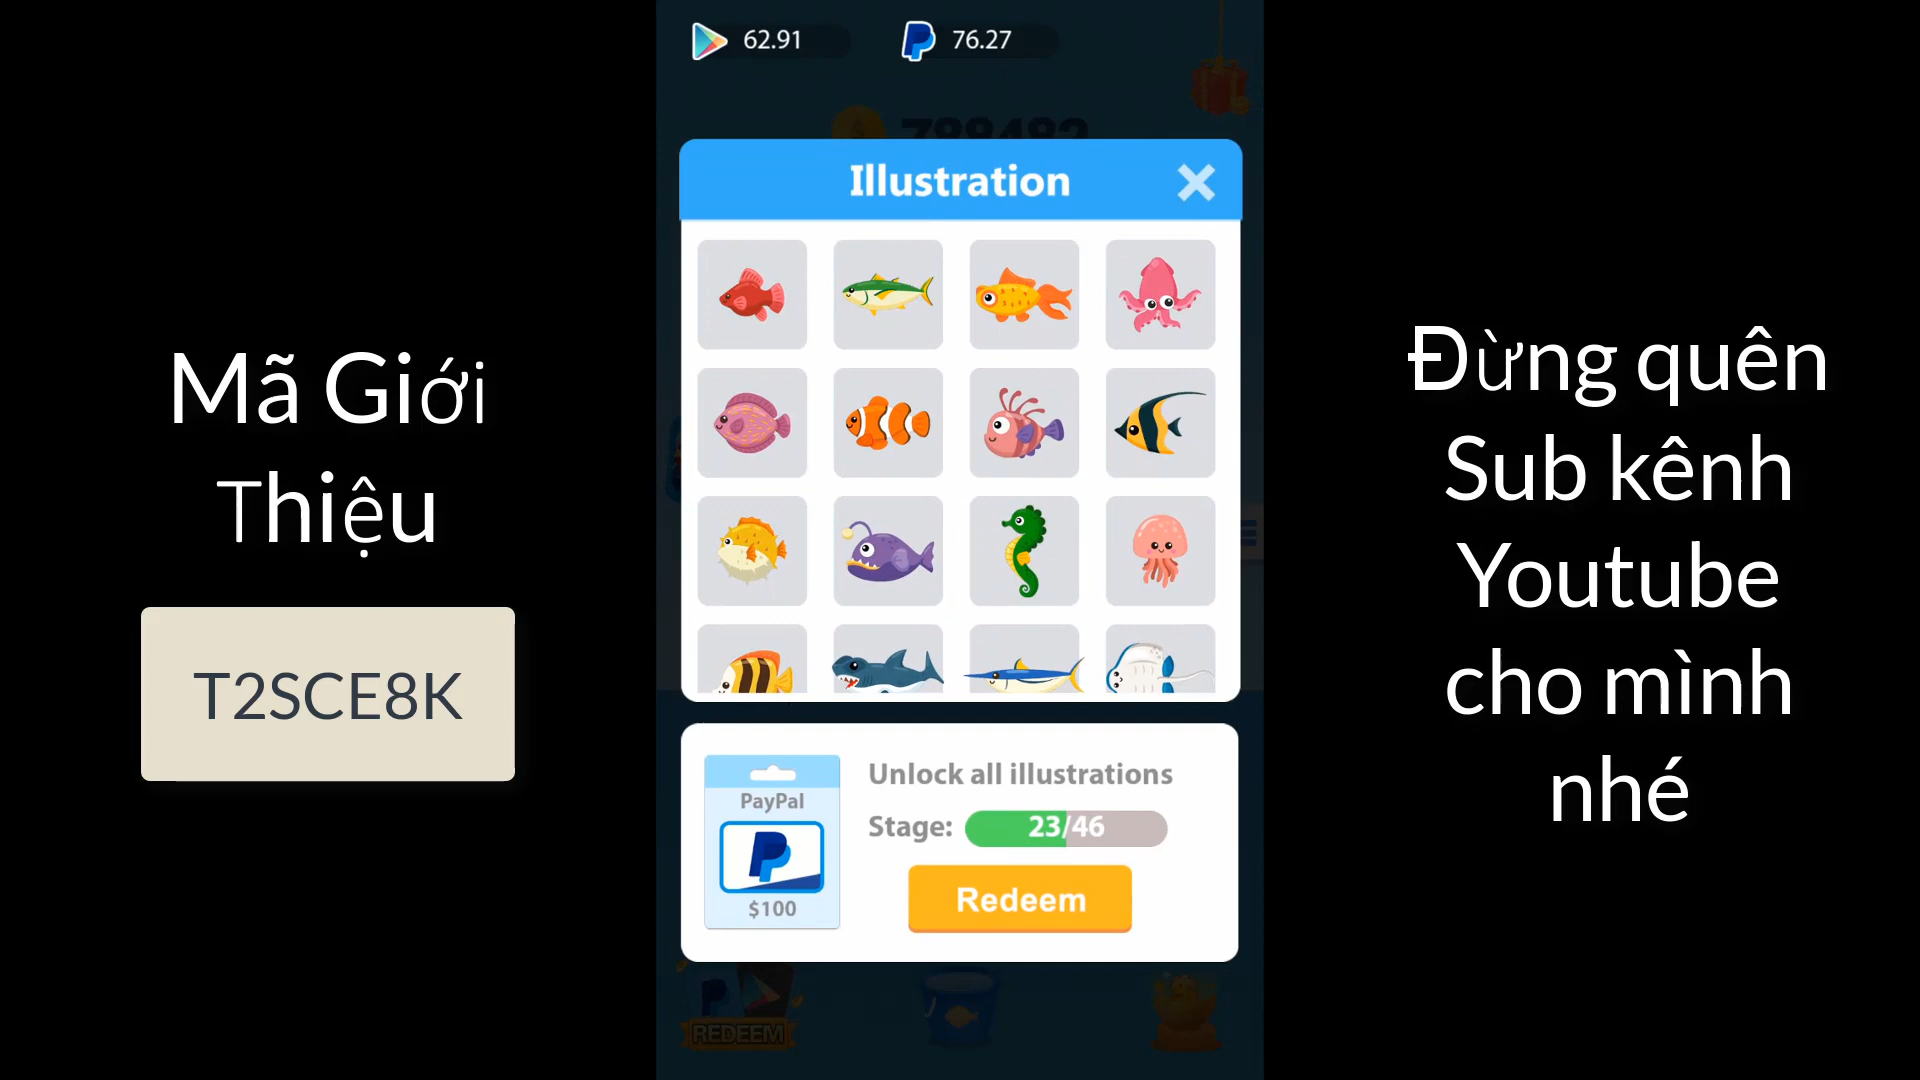 62.91
76.27
Illustration
Mã Giới
Thiệu
T2SCE8K
Đừng quên
Sub kênh
Youtube
cho mình
nhé
PayPal
$100
Unlock all illustrations
Stage: 23/46
Redeem
REDEEM